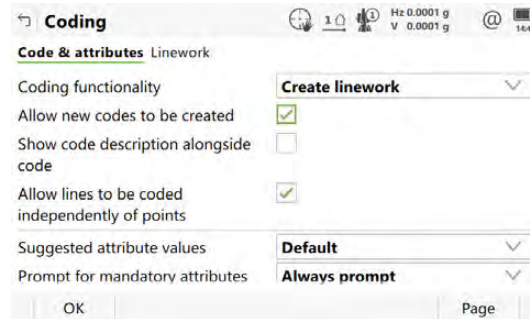 Coding
1
1
Hz 0.0001 g
V 0.0001 g
@
Code & attributes Linework
Coding functionality Create linework
Allow new codes to be created
Show code description alongside
code
Allow lines to be coded
independently of points
Suggested attribute values Default
Prompt for mandatory attributes Always prompt
OK Page